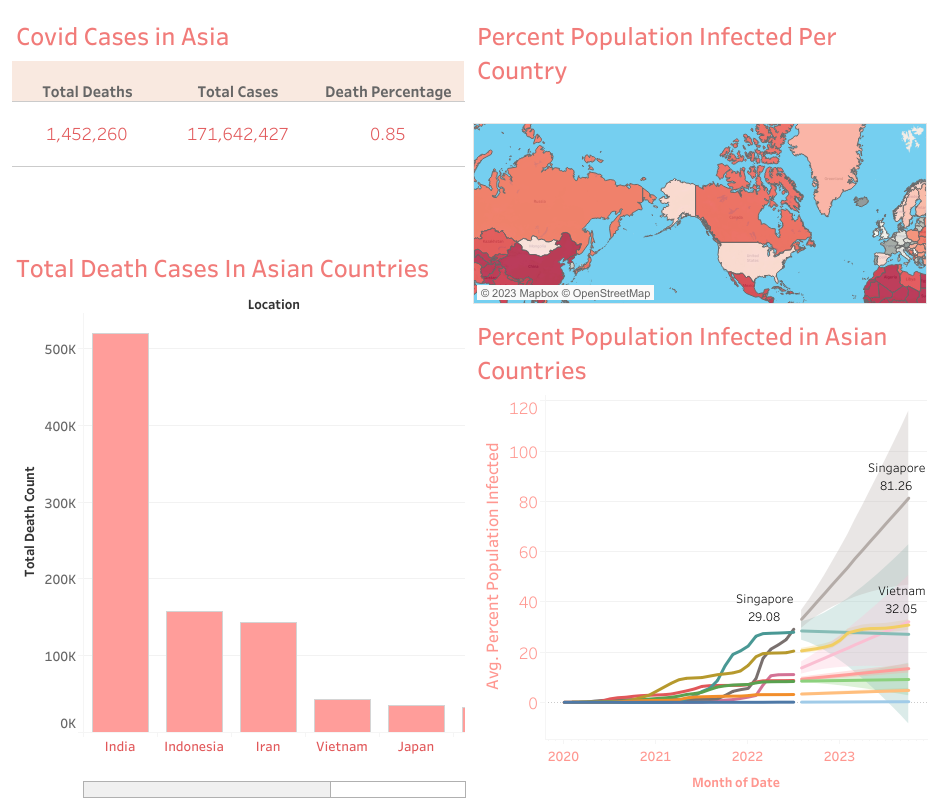 Covid Cases in Asia
Total Deaths Total Cases Death Percentage
1,452,260 171,642,427 0.85
Percent Population Infected Per
Country
© 2023 Mapbox © OpenStreetMap
Total Death Cases In Asian Countries
Location
Total Death Count
500K
400K
300K
200K
100K
0K
India Indonesia Iran Vietnam Japan
Percent Population Infected in Asian
Countries
Avg. Percent Population Infected
120
100
80
60
40
20
0
Singapore
81.26
Vietnam
32.05
Singapore
29.08
2020 2021 2022 2023
Month of Date